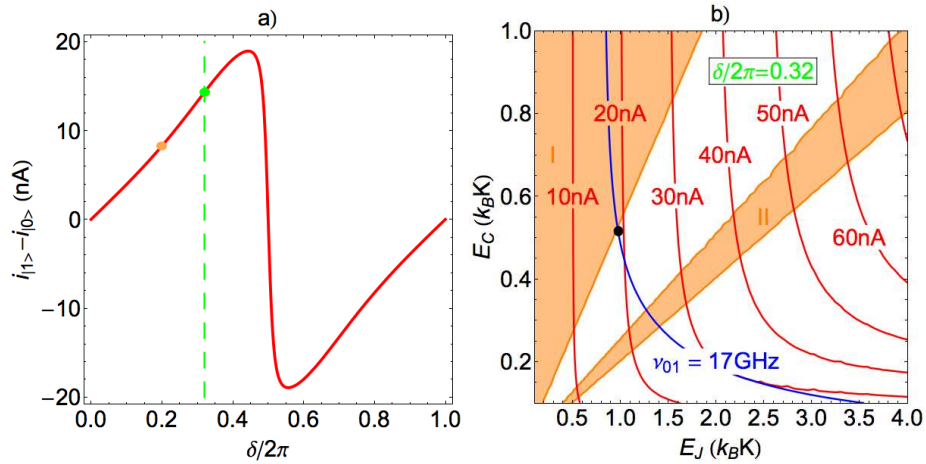 a)
20
10
0
−10
−20
i|1>−i|0> (nA)
0.0
0.2
0.4
0.6
0.8
1.0
δ/2π
b)
1.0
0.8
0.6
0.4
0.2
E_C (k_BK)
δ/2π=0.32
I
II
10nA
20nA
30nA
40nA
50nA
60nA
ν01 = 17GHz
0.5
1.0
1.5
2.0
2.5
3.0
3.5
4.0
E_J (k_BK)